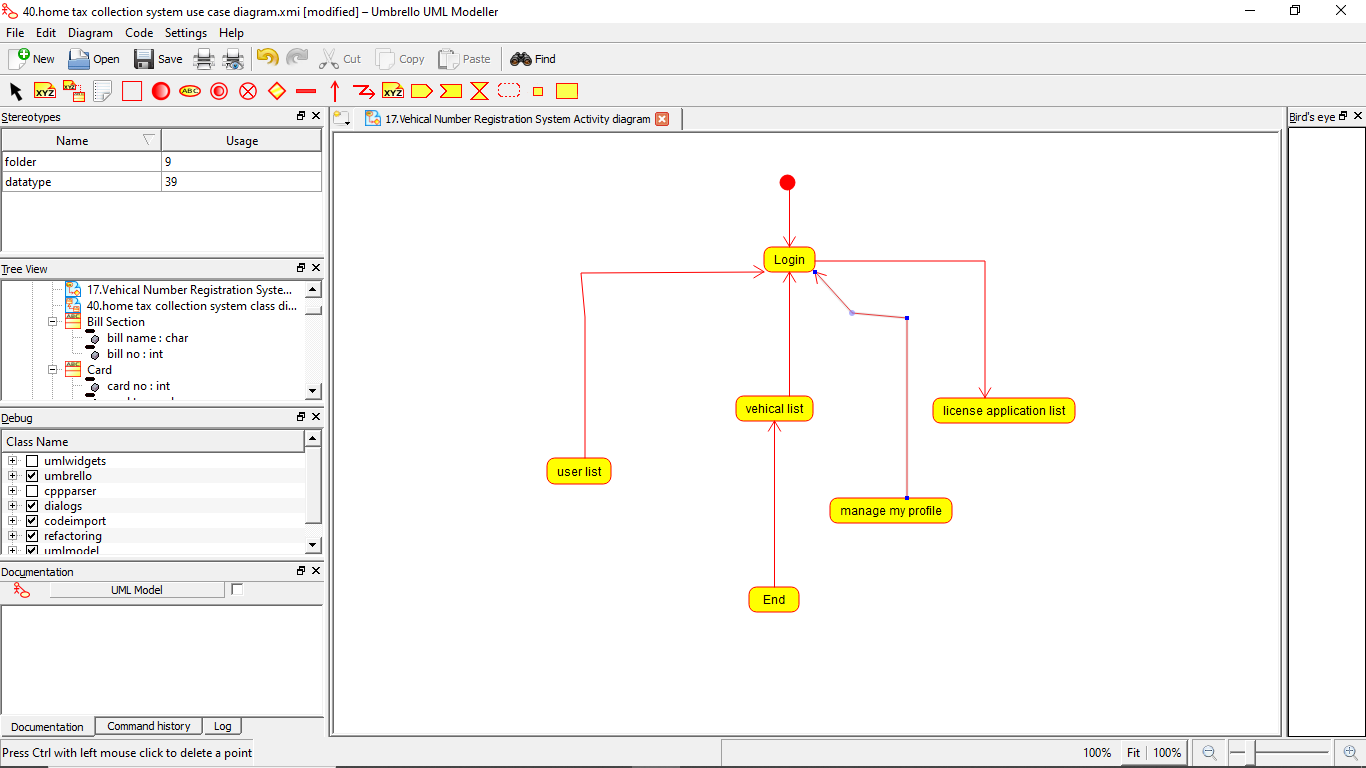 40.home tax collection system use case diagram.xmi [modified] – Umbrello UML Modeller
File Edit Diagram Code Settings Help
New Open Save Cut Copy Paste Find
XYZ XYZ ABC XYZ
Stereotypes
Name Usage
folder 9
datatype 39
Tree View
17.Vehical Number Registration Syste...
40.home tax collection system class di...
Bill Section
bill name : char
bill no : int
Card
card no : int
Debug
Class Name
umlwidgets
umbrello
cppparser
dialogs
codeimport
refactoring
umlmodel
Documentation
UML Model
Documentation Command history Log
Press Ctrl with left mouse click to delete a point
17.Vehical Number Registration System Activity diagram
Login
vehical list
license application list
user list
manage my profile
End
Bird's eye
100% Fit 100%